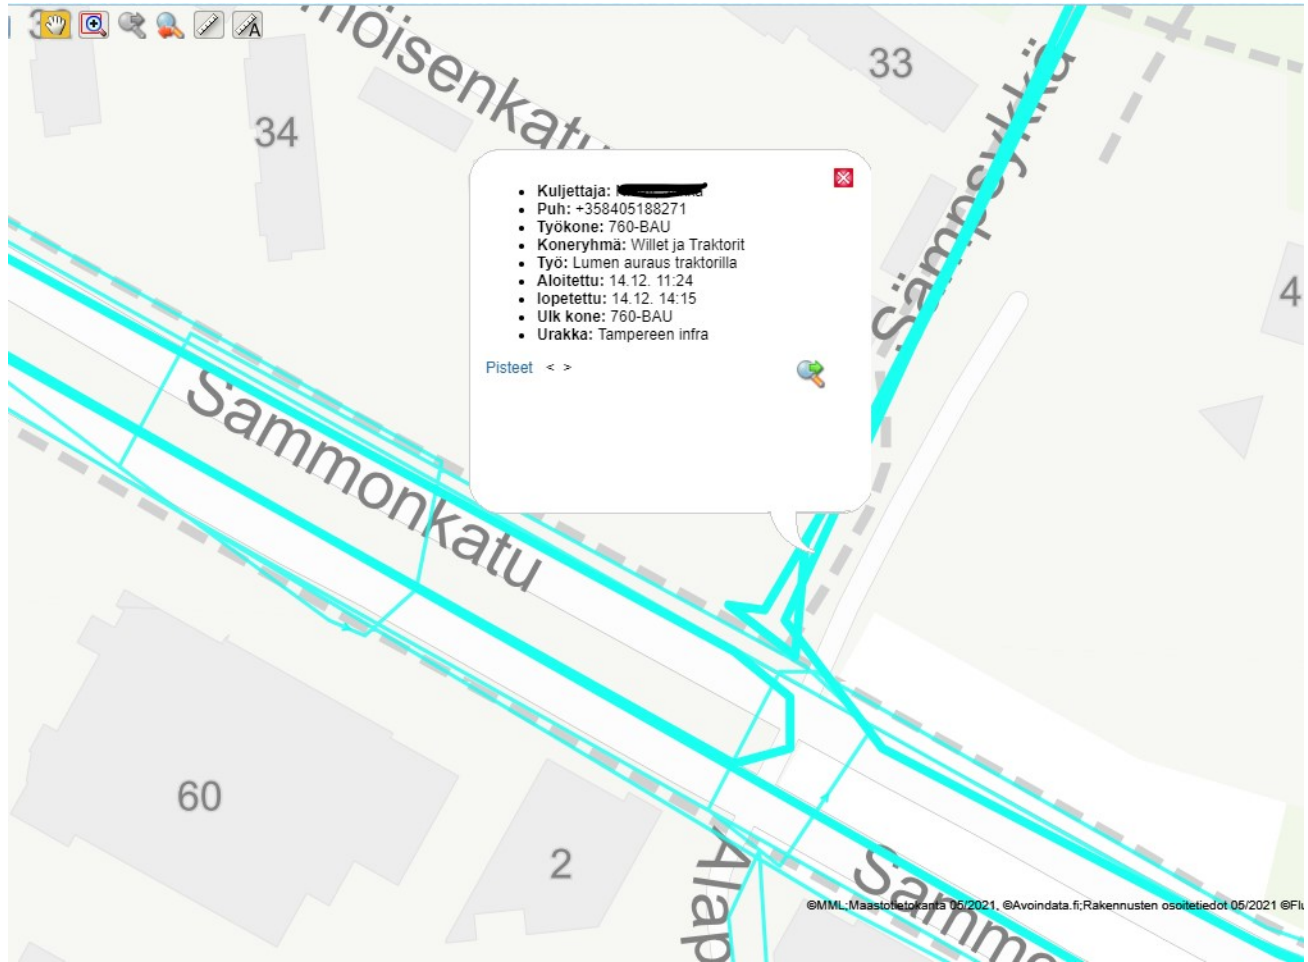 33
möisenkatu
34
Sämpsykkä
4
Kuljettaja:
Puh: +358405188271
Työkone: 760-BAU
Koneryhmä: Willet ja Traktorit
Työ: Lumen auraus traktorilla
Aloitettu: 14.12. 11:24
lopetettu: 14.12. 14:15
Ulk kone: 760-BAU
Urakka: Tampereen infra
Pisteet < >
Sammonkatu
60
2
Alap
Sammo
©MML;Maastotietokanta 05/2021, ©Avoindata.fi;Rakennusten osoitetiedot 05/2021 ©Flu